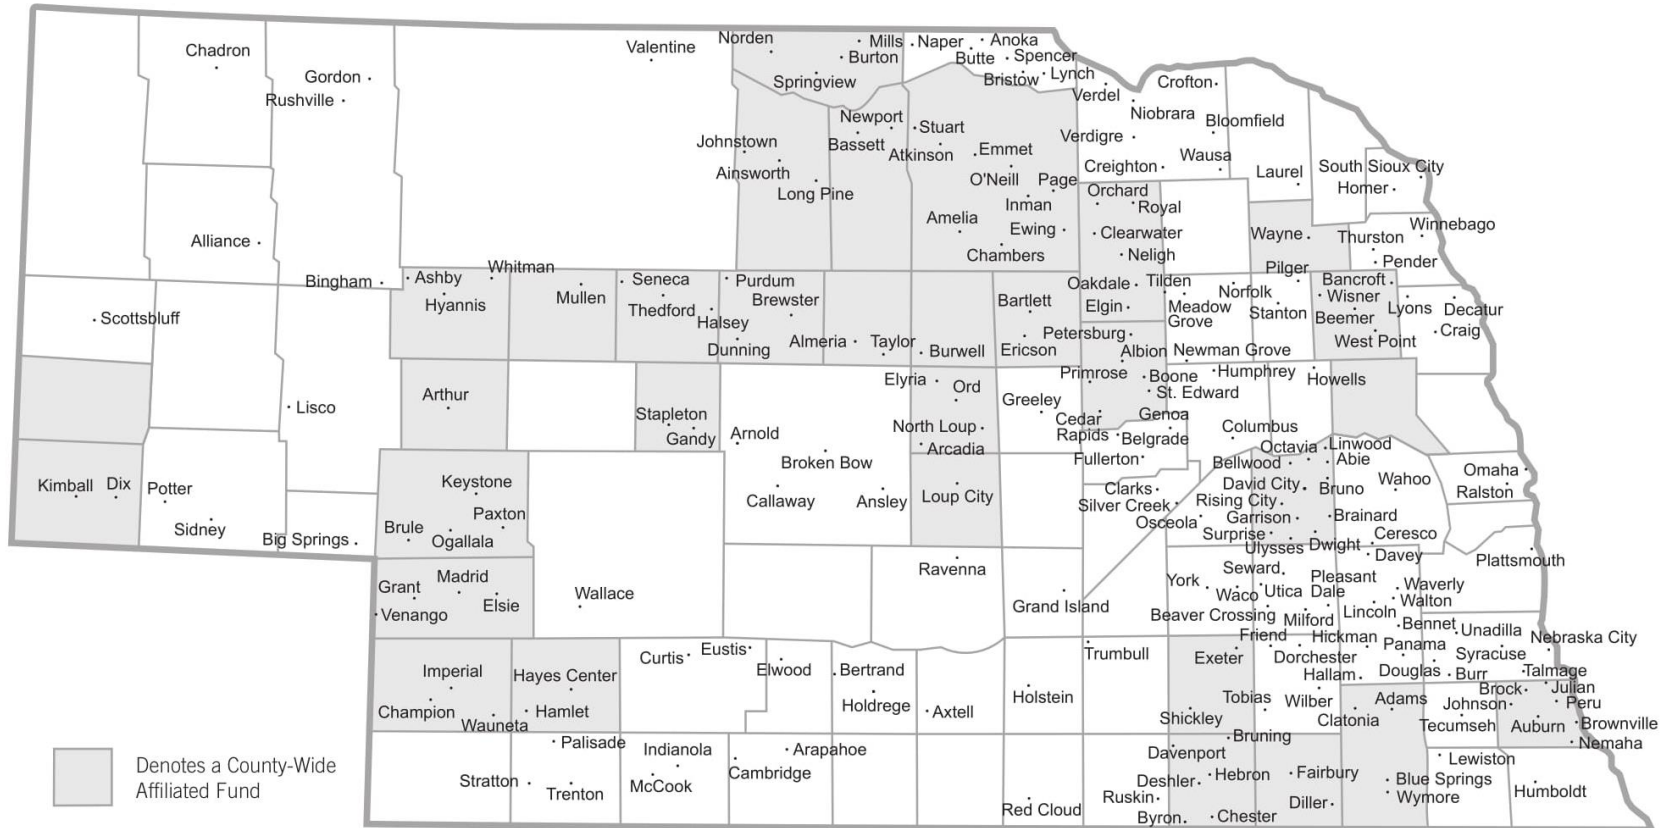 Chadron
Gordon
Rushville
Alliance
Bingham
Scottsbluff
Lisco
Kimball
Dix
Potter
Sidney
Big Springs
Valentine
Norden
Mills
Burton
Springview
Naper
Butte
Anoka
Spencer
Bristow
Lynch
Verdel
Niobrara
Crofton
Bloomfield
Verdigre
Creighton
Wausa
Laurel
South Sioux City
Homer
Johnstown
Ainsworth
Long Pine
Newport
Bassett
Stuart
Atkinson
Emmet
O'Neill
Page
Inman
Amelia
Ewing
Chambers
Orchard
Royal
Clearwater
Neligh
Wayne
Thurston
Winnebago
Pender
Ashby
Whitman
Hyannis
Mullen
Seneca
Thedford
Halsey
Purdum
Brewster
Dunning
Almeria
Taylor
Burwell
Bartlett
Ericson
Oakdale
Tilden
Elgin
Meadow
Grove
Norfolk
Pilger
Stanton
Bancroft
Wisner
Beemer
West Point
Lyons
Decatur
Craig
Petersburg
Albion
Newman Grove
Primrose
Boone
St. Edward
Humphrey
Howells
Arthur
Stapleton
Gandy
Arnold
Broken Bow
Callaway
Ansley
Elyria
Ord
North Loup
Arcadia
Loup City
Greeley
Cedar
Rapids
Belgrade
Genoa
Fullerton
Columbus
Octavia
Linwood
Abie
Bellwood
David City
Bruno
Rising City
Garrison
Brainard
Surprise
Ulysses
Dwight
Wahoo
Ceresco
Davey
Omaha
Ralston
Plattsmouth
Clarks
Silver Creek
Osceola
Keystone
Paxton
Brule
Ogallala
Grant
Madrid
Elsie
Venango
Wallace
Ravenna
Grand Island
York
Seward
Waco
Utica
Pleasant
Dale
Beaver Crossing
Milford
Lincoln
Waverly
Walton
Bennet
Unadilla
Nebraska City
Friend
Hickman
Panama
Syracuse
Dorchester
Hallam
Douglas
Burr
Talmage
Exeter
Trumbull
Imperial
Hayes Center
Champion
Wauneta
Hamlet
Curtis
Eustis
Elwood
Bertrand
Holdrege
Axtell
Holstein
Shickley
Tobias
Wilber
Clatonia
Adams
Brock
Julian
Johnson
Peru
Tecumseh
Auburn
Brownville
Nemaha
Bruning
Davenport
Deshler
Hebron
Fairbury
Ruskin
Diller
Byron
Chester
Lewiston
Blue Springs
Wymore
Humboldt
Palisade
Stratton
Trenton
Indianola
McCook
Arapahoe
Cambridge
Red Cloud
Denotes a County-Wide
Affiliated Fund